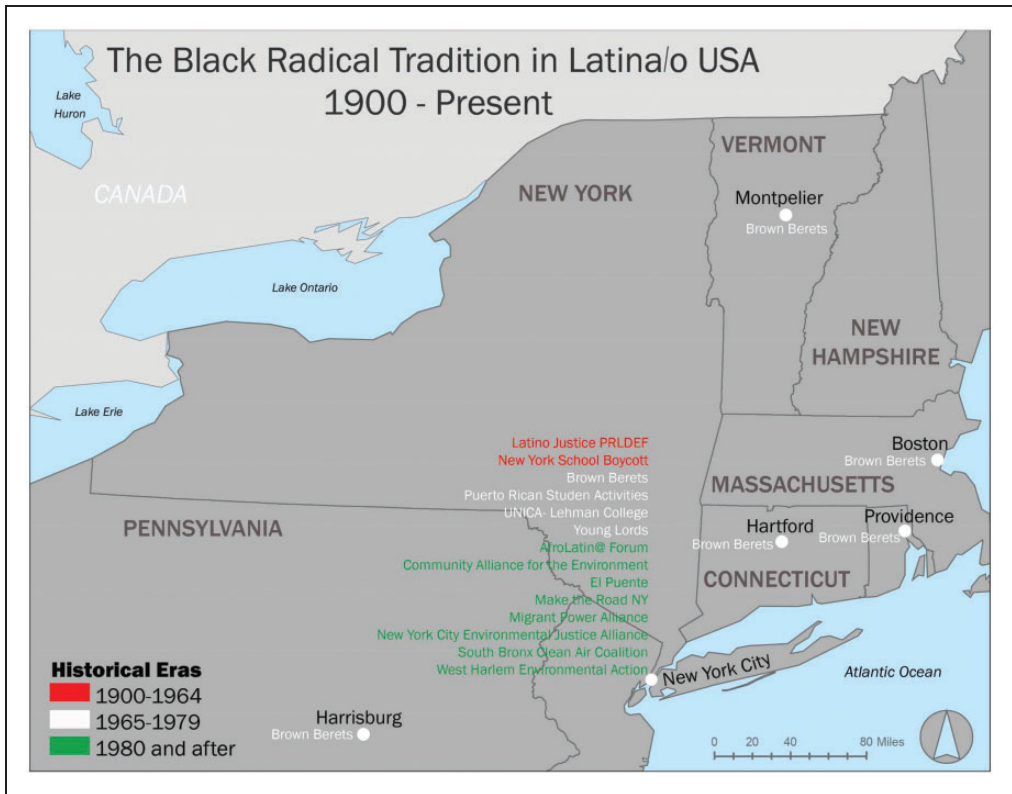 The Black Radical Tradition in Latina/o USA
1900 - Present
Lake
Huron
CANADA
NEW YORK
VERMONT
Montpelier
Brown Berets
Lake Ontario
NEW
HAMPSHIRE
Lake Erie
Latino Justice PRLDEF
New York School Boycott
Brown Berets
Puerto Rican Studen Activities
UNICA- Lehman College
Young Lords
AfroLatin@ Forum
Community Alliance for the Environment
El Puente
Make the Road NY
Migrant Power Alliance
New York City Environmental Justice Alliance
South Bronx Clean Air Coalition
West Harlem Environmental Action
New York City
Boston
Brown Berets
MASSACHUSETTS
Hartford
Brown Berets
Providence
Brown Berets
CONNECTICUT
PENNSYLVANIA
Atlantic Ocean
Historical Eras
1900-1964
1965-1979
1980 and after
Harrisburg
Brown Berets
0 20 40 80 Miles